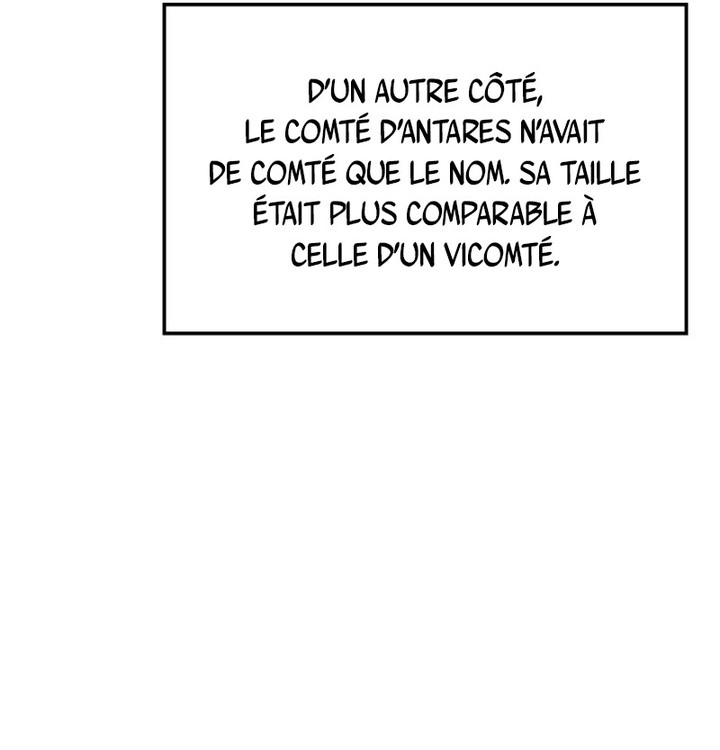 D'UN AUTRE CÔTÉ,
LE COMTÉ D'ANTARES N'AVAIT
DE COMTÉ QUE LE NOM. SA TAILLE
ÉTAIT PLUS COMPARABLE À
CELLE D'UN VICOMTÉ.